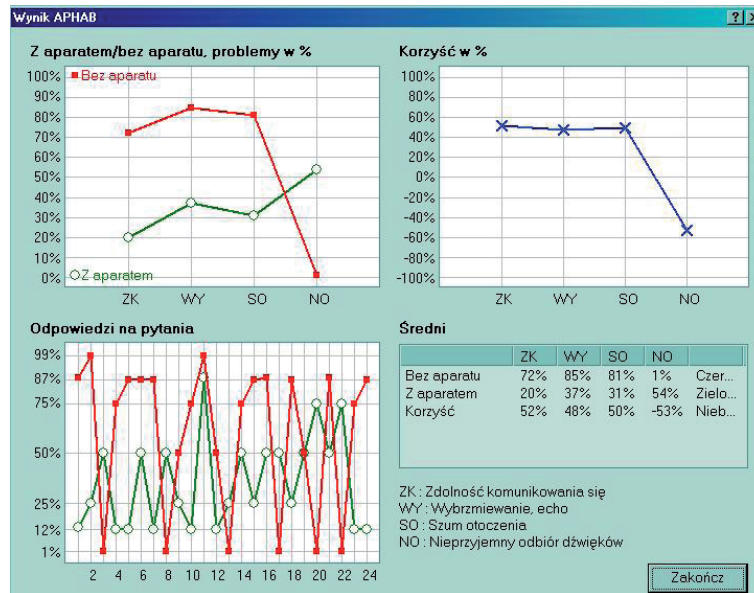 Wynik APHAB
Z aparatem/bez aparatu, problemy w %
100%
90%
80%
70%
60%
50%
40%
30%
20%
10%
0%
Bez aparatu
Z aparatem
ZK WY SO NO
Korzyść w %
100%
80%
60%
40%
20%
0%
-20%
-40%
-60%
-80%
-100%
ZK WY SO NO
Odpowiedzi na pytania
99%
87%
75%
50%
25%
12%
1%
2 4 6 8 10 11 12 14 16 18 20 22 24
Średni
ZK WY SO NO
Bez aparatu 72% 85% 81% 1% Czer...
Z aparatem 20% 37% 31% 54% Zielo...
Korzyść 52% 48% 50% -53% Nieb...
ZK : Zdolność komunikowania się
WY : Wybrzmiewanie, echo
SO : Szum otoczenia
NO : Nieprzyjemny odbiór dźwięków
Zakończ